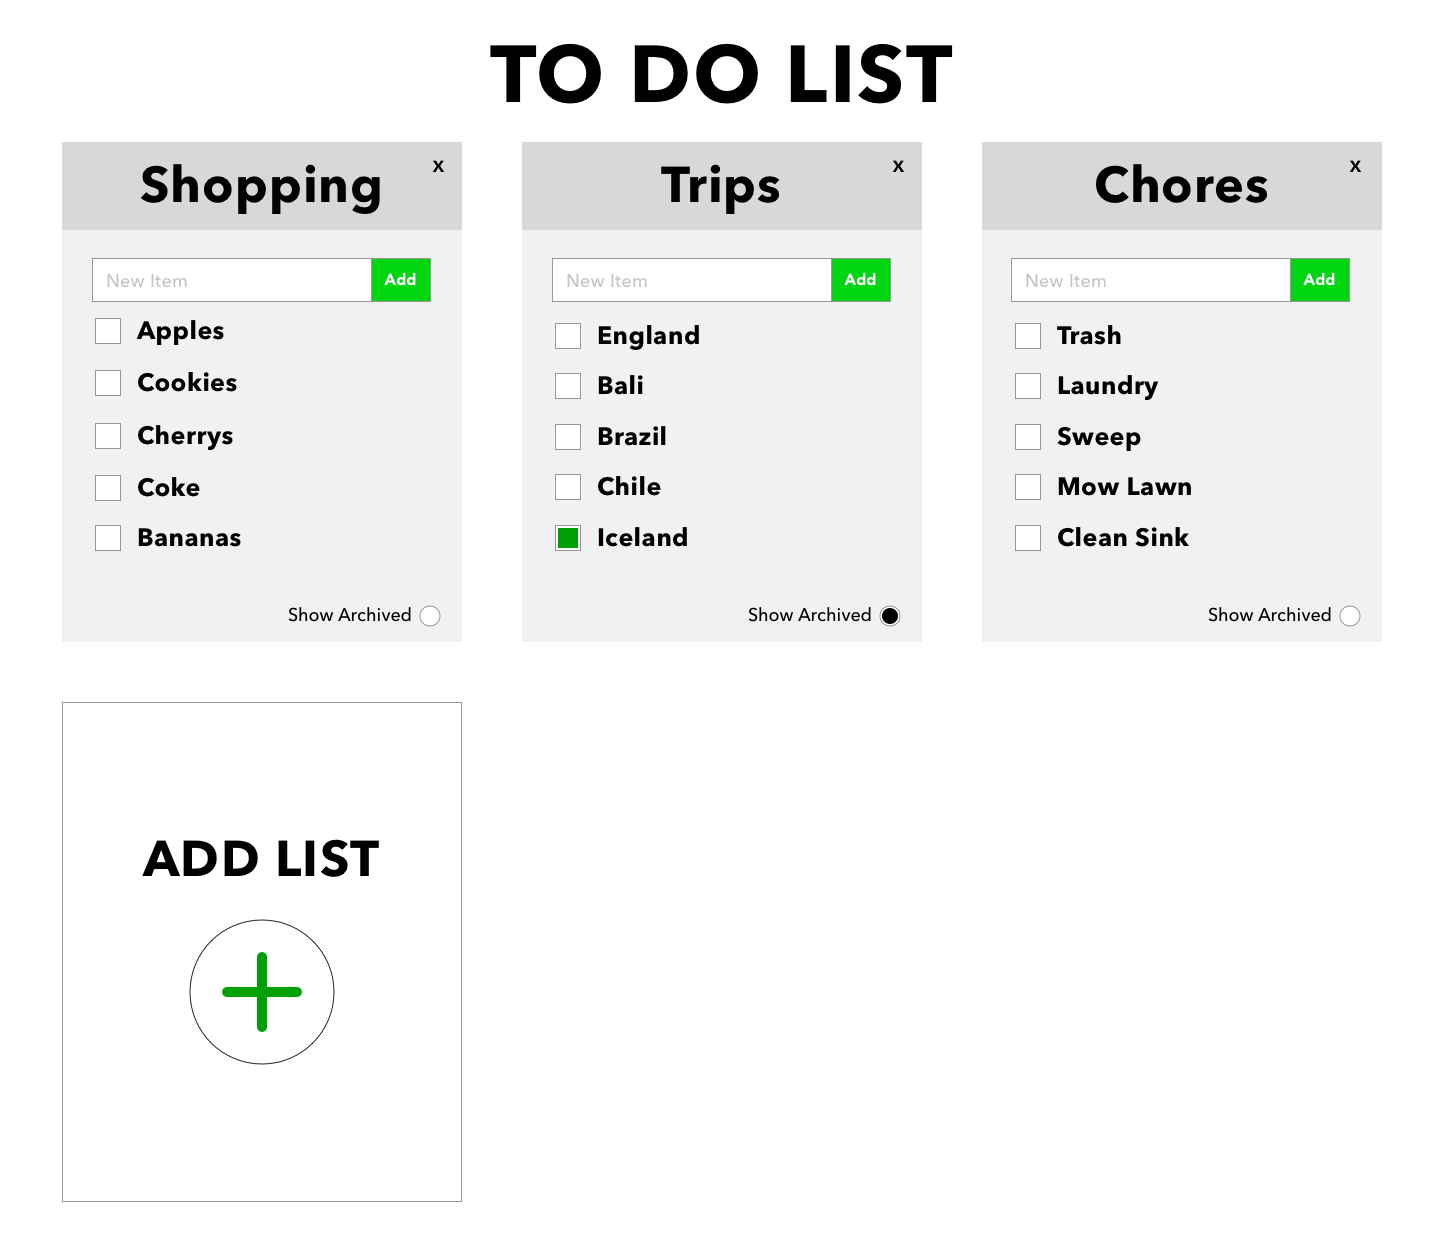 TO DO LIST
Shopping
X
New Item
Add
Apples
Cookies
Cherrys
Coke
Bananas
Show Archived
Trips
X
New Item
Add
England
Bali
Brazil
Chile
Iceland
Show Archived
Chores
X
New Item
Add
Trash
Laundry
Sweep
Mow Lawn
Clean Sink
Show Archived
ADD LIST